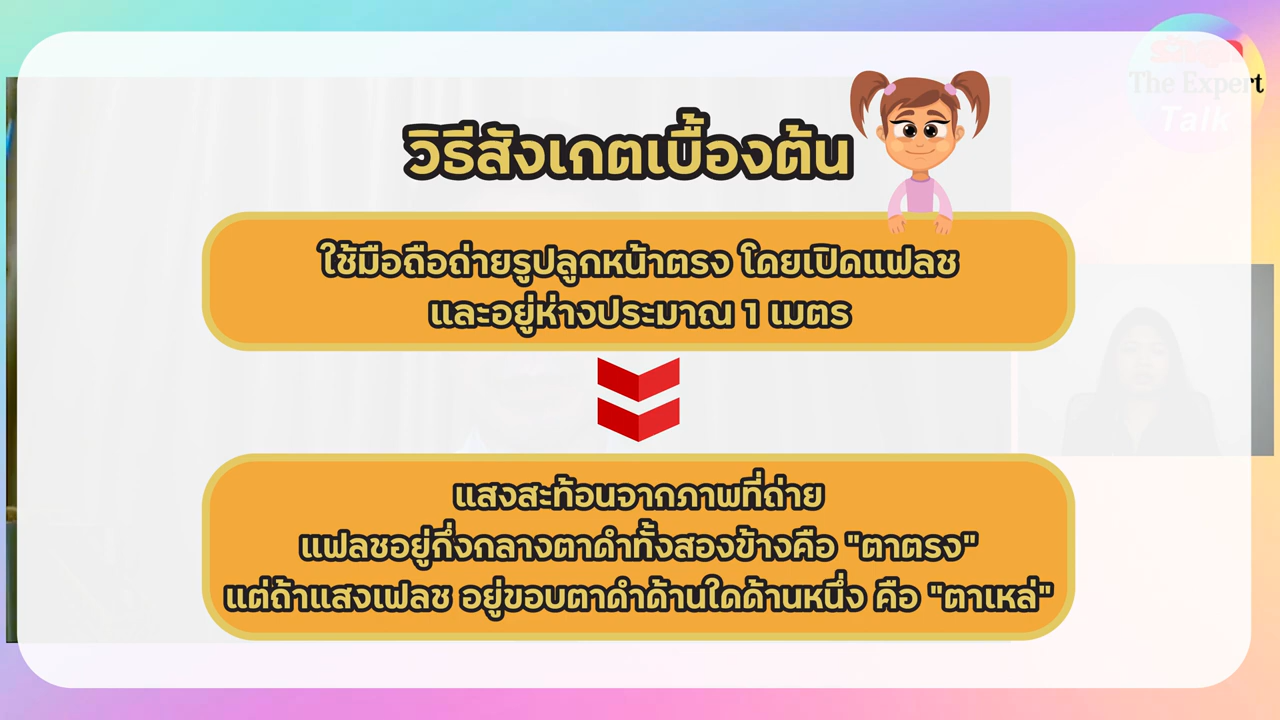 The Expert
Talk
วิธีสังเกตเบื้องต้น
ใช้มือถือถ่ายรูปลูกหน้าตรง โดยเปิดแฟลช
และอยู่ห่างประมาณ 1 เมตร
แสงสะท้อนจากภาพที่ถ่าย
แฟลชอยู่กึ่งกลางตาดำทั้งสองข้างคือ "ตาตรง"
แต่ถ้าแสงเฟลช อยู่ขอบตาดำด้านใดด้านหนึ่ง คือ "ตาเหล่"